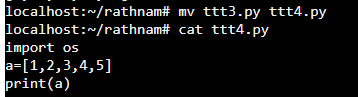 localhost:~/rathnam# mv ttt3.py ttt4.py
localhost:~/rathnam# cat ttt4.py
import os
a=[1,2,3,4,5]
print(a)